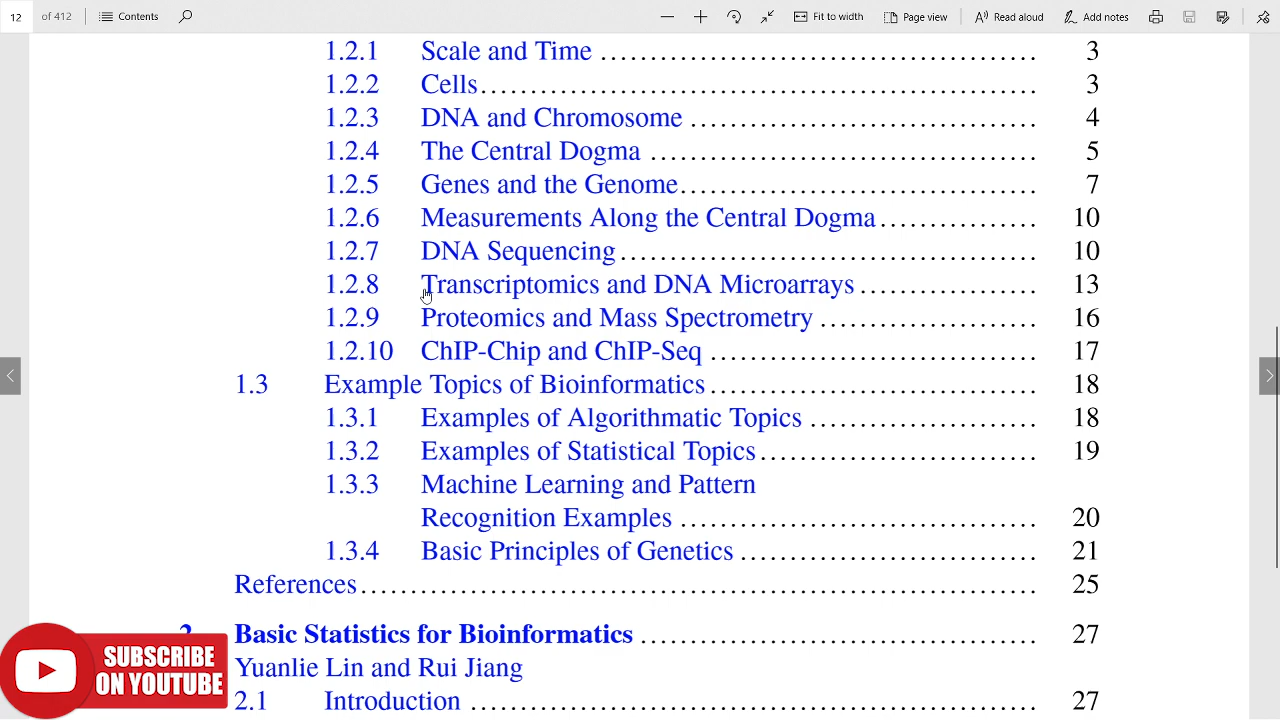 12 of 412 Contents Fit to width Page view Read aloud Add notes
1.2.1 Scale and Time 3
1.2.2 Cells 3
1.2.3 DNA and Chromosome 4
1.2.4 The Central Dogma 5
1.2.5 Genes and the Genome 7
1.2.6 Measurements Along the Central Dogma 10
1.2.7 DNA Sequencing 10
1.2.8 Transcriptomics and DNA Microarrays 13
1.2.9 Proteomics and Mass Spectrometry 16
1.2.10 ChIP-Chip and ChIP-Seq 17
1.3 Example Topics of Bioinformatics 18
1.3.1 Examples of Algorithmatic Topics 18
1.3.2 Examples of Statistical Topics 19
1.3.3 Machine Learning and Pattern
Recognition Examples 20
1.3.4 Basic Principles of Genetics 21
References 25
2 Basic Statistics for Bioinformatics 27
Yuanlie Lin and Rui Jiang
2.1 Introduction 27
SUBSCRIBE
ON YOUTUBE